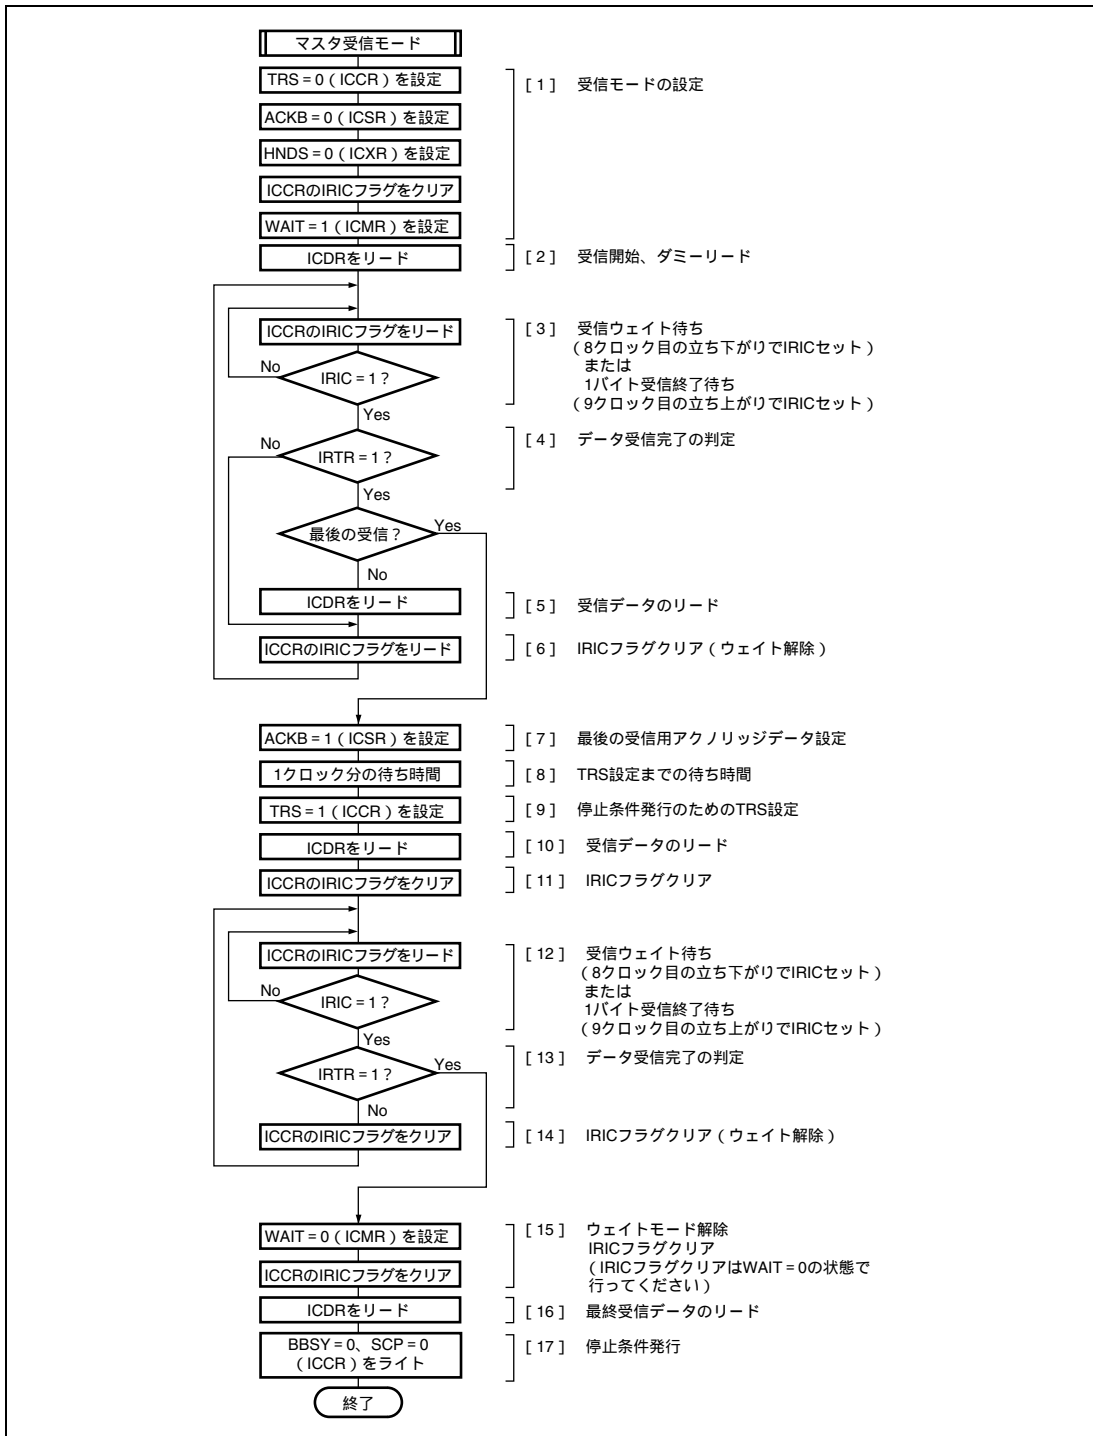 マスタ受信モード
TRS = 0 ( ICCR ) を設定
[ 1 ] 受信モードの設定
ACKB = 0 ( ICSR ) を設定
HNDS = 0 ( ICXR ) を設定
ICCRのIRICフラグをクリア
WAIT = 1 ( ICMR ) を設定
ICDRをリード
[ 2 ] 受信開始、ダミーリード
ICCRのIRICフラグをリード
[ 3 ] 受信ウェイト待ち
( 8クロック目の立ち下がりでIRICセット )
または
1バイト受信終了待ち
( 9クロック目の立ち上がりでIRICセット )
No
IRIC = 1 ?
Yes
No
IRTR = 1 ?
[ 4 ] データ受信完了の判定
Yes
最後の受信 ?
Yes
No
ICDRをリード
[ 5 ] 受信データのリード
ICCRのIRICフラグをリード
[ 6 ] IRICフラグクリア ( ウェイト解除 )
ACKB = 1 ( ICSR ) を設定
[ 7 ] 最後の受信用アクノリッジデータ設定
1クロック分の待ち時間
[ 8 ] TRS設定までの待ち時間
TRS = 1 ( ICCR ) を設定
[ 9 ] 停止条件発行のためのTRS設定
ICDRをリード
[ 10 ] 受信データのリード
ICCRのIRICフラグをクリア
[ 11 ] IRICフラグクリア
ICCRのIRICフラグをリード
[ 12 ] 受信ウェイト待ち
( 8クロック目の立ち下がりでIRICセット )
または
1バイト受信終了待ち
( 9クロック目の立ち上がりでIRICセット )
No
IRIC = 1 ?
Yes
IRTR = 1 ?
Yes
[ 13 ] データ受信完了の判定
No
ICCRのIRICフラグをクリア
[ 14 ] IRICフラグクリア ( ウェイト解除 )
WAIT = 0 ( ICMR ) を設定
[ 15 ] ウェイトモード解除
IRICフラグクリア
( IRICフラグクリアはWAIT = 0の状態で
行ってください )
ICCRのIRICフラグをクリア
ICDRをリード
[ 16 ] 最終受信データのリード
BBSY = 0、SCP = 0
( ICCR ) をライト
[ 17 ] 停止条件発行
終了